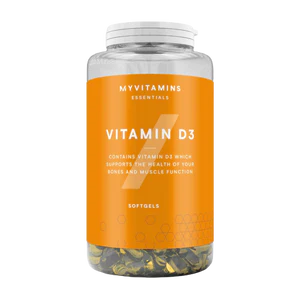 MYVITAMINS
ESSENTIALS
VITAMIN D3
CONTAINS VITAMIN D3 WHICH
SUPPORTS THE HEALTH OF YOUR
BONES AND MUSCLE FUNCTION
SOFTGELS